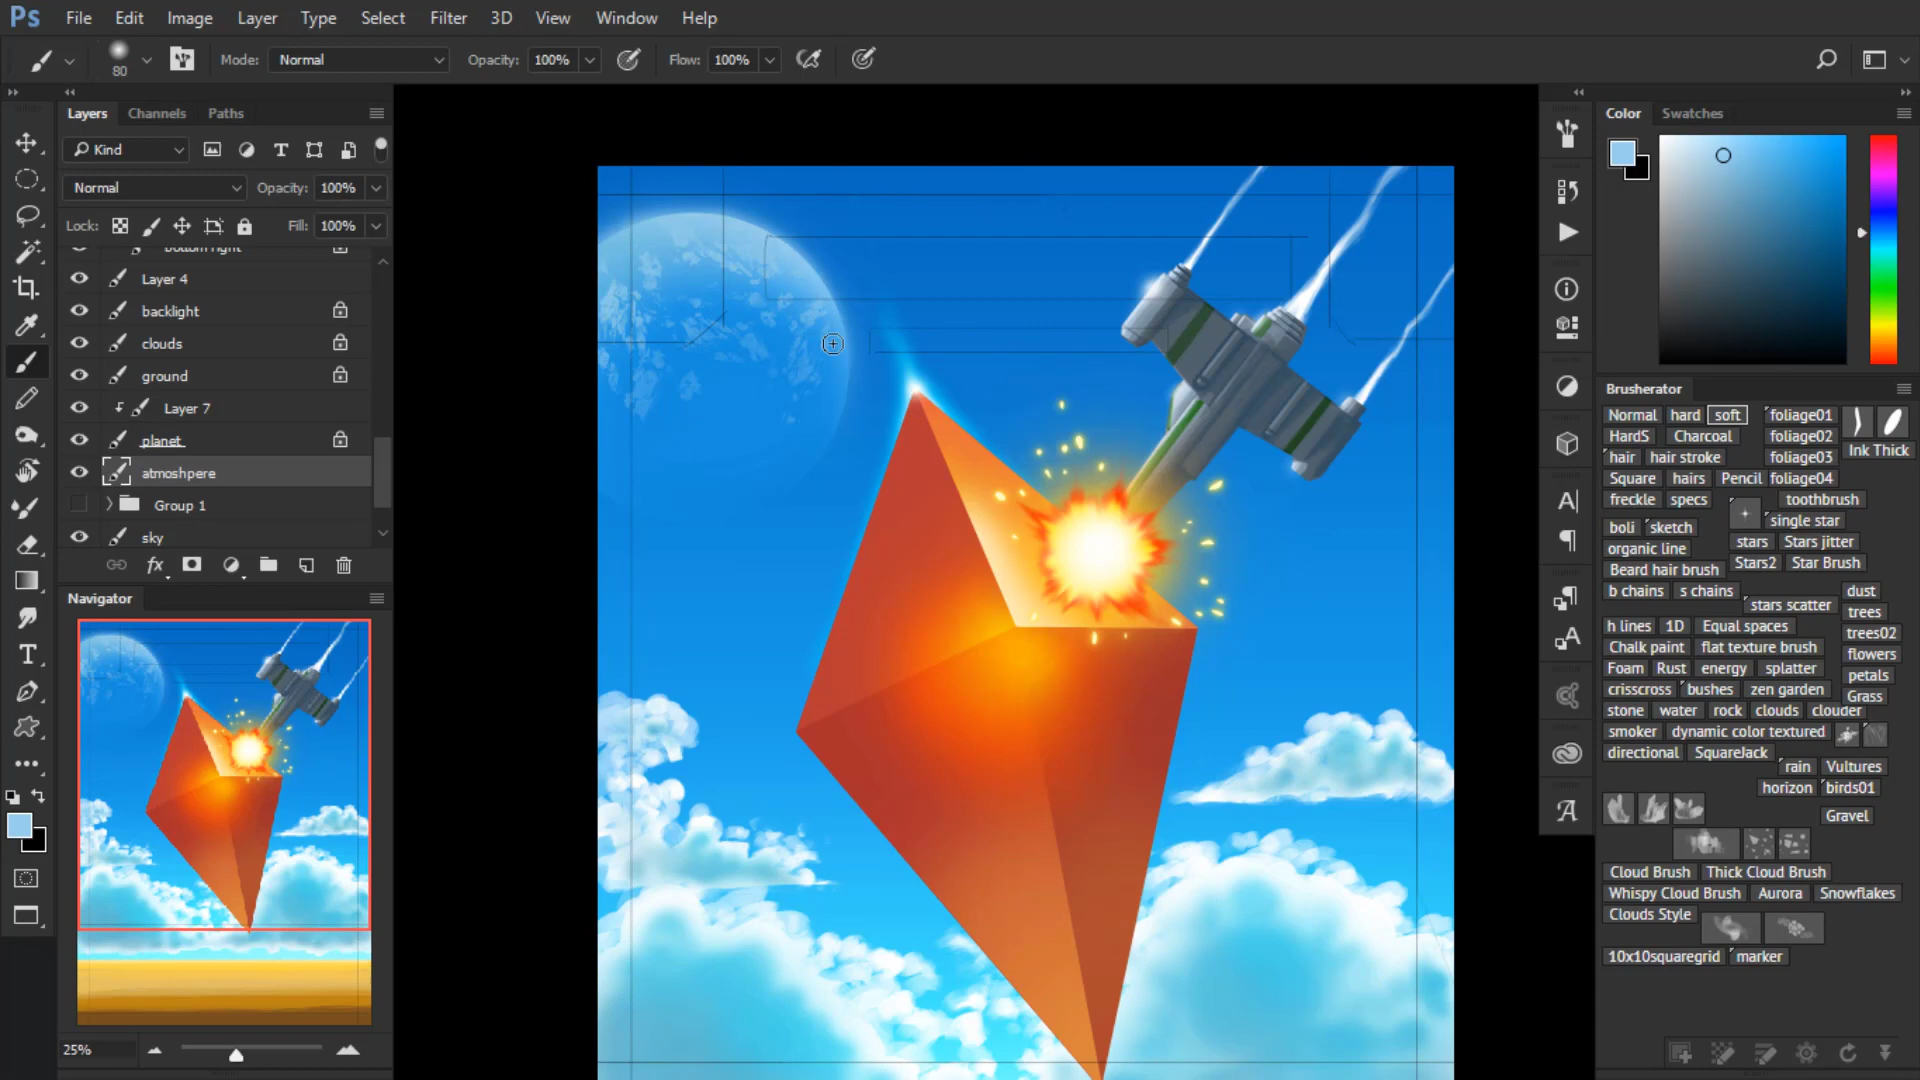 Ps File Edit Image Layer Type Select Filter 3D View Window Help
80 Mode: Normal Opacity: 100% Flow: 100%
Layers Channels Paths
Kind
Normal Opacity: 100%
Lock: Fill: 100%
bottom right
Layer 4
backlight
clouds
ground
Layer 7
planet
atmoshpere
Group 1
sky
fx
Navigator
25%
Color Swatches
Brusherator
Normal hard soft foliage01
HardS Charcoal foliage02
Ink Thick
hair hair stroke foliage03
Square hairs Pencil foliage04
freckle specs toothbrush
single star
boli sketch
stars Stars jitter
organic line
Stars2 Star Brush
Beard hair brush
b chains s chains dust
stars scatter trees
h lines 1D Equal spaces trees02
Chalk paint flat texture brush flowers
Foam Rust energy splatter petals
crisscross bushes zen garden Grass
stone water rock clouds clouder
smoker dynamic color textured
directional SquareJack
rain Vultures
horizon birds01
Gravel
Cloud Brush Thick Cloud Brush
Whispy Cloud Brush Aurora Snowflakes
Clouds Style
10x10squaregrid marker